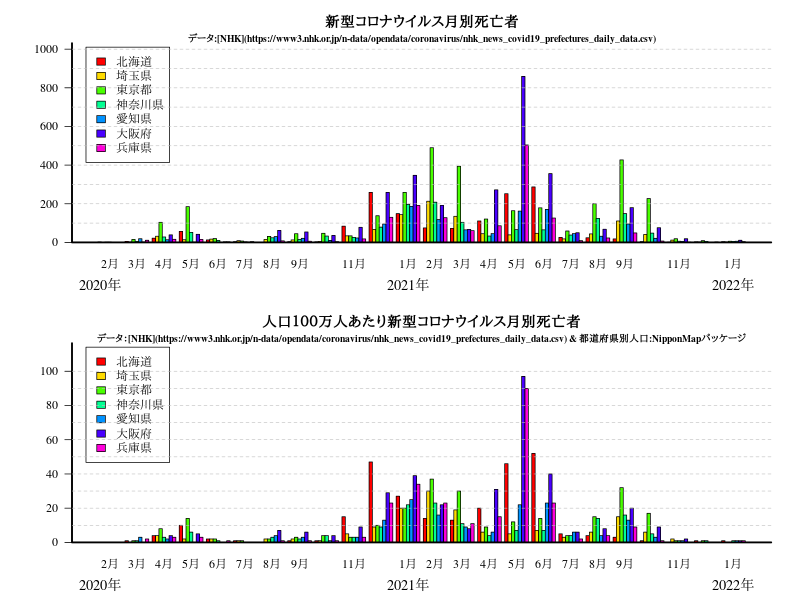 新型コロナウイルス月別死亡者
データ:[NHK](https://www3.nhk.or.jp/n-data/opendata/coronavirus/nhk_news_covid19_prefectures_daily_data.csv)
1000
800
600
400
200
0
北海道
埼玉県
東京都
神奈川県
愛知県
大阪府
兵庫県
2月 3月 4月 5月 6月 7月 8月 9月 11月 1月 2月 3月 4月 5月 6月 7月 8月 9月 11月 1月
2020年 2021年 2022年
人口100万人あたり新型コロナウイルス月別死亡者
データ:[NHK](https://www3.nhk.or.jp/n-data/opendata/coronavirus/nhk_news_covid19_prefectures_daily_data.csv) & 都道府県別人口:NipponMapパッケージ
100
80
60
40
20
0
北海道
埼玉県
東京都
神奈川県
愛知県
大阪府
兵庫県
2月 3月 4月 5月 6月 7月 8月 9月 11月 1月 2月 3月 4月 5月 6月 7月 8月 9月 11月 1月
2020年 2021年 2022年